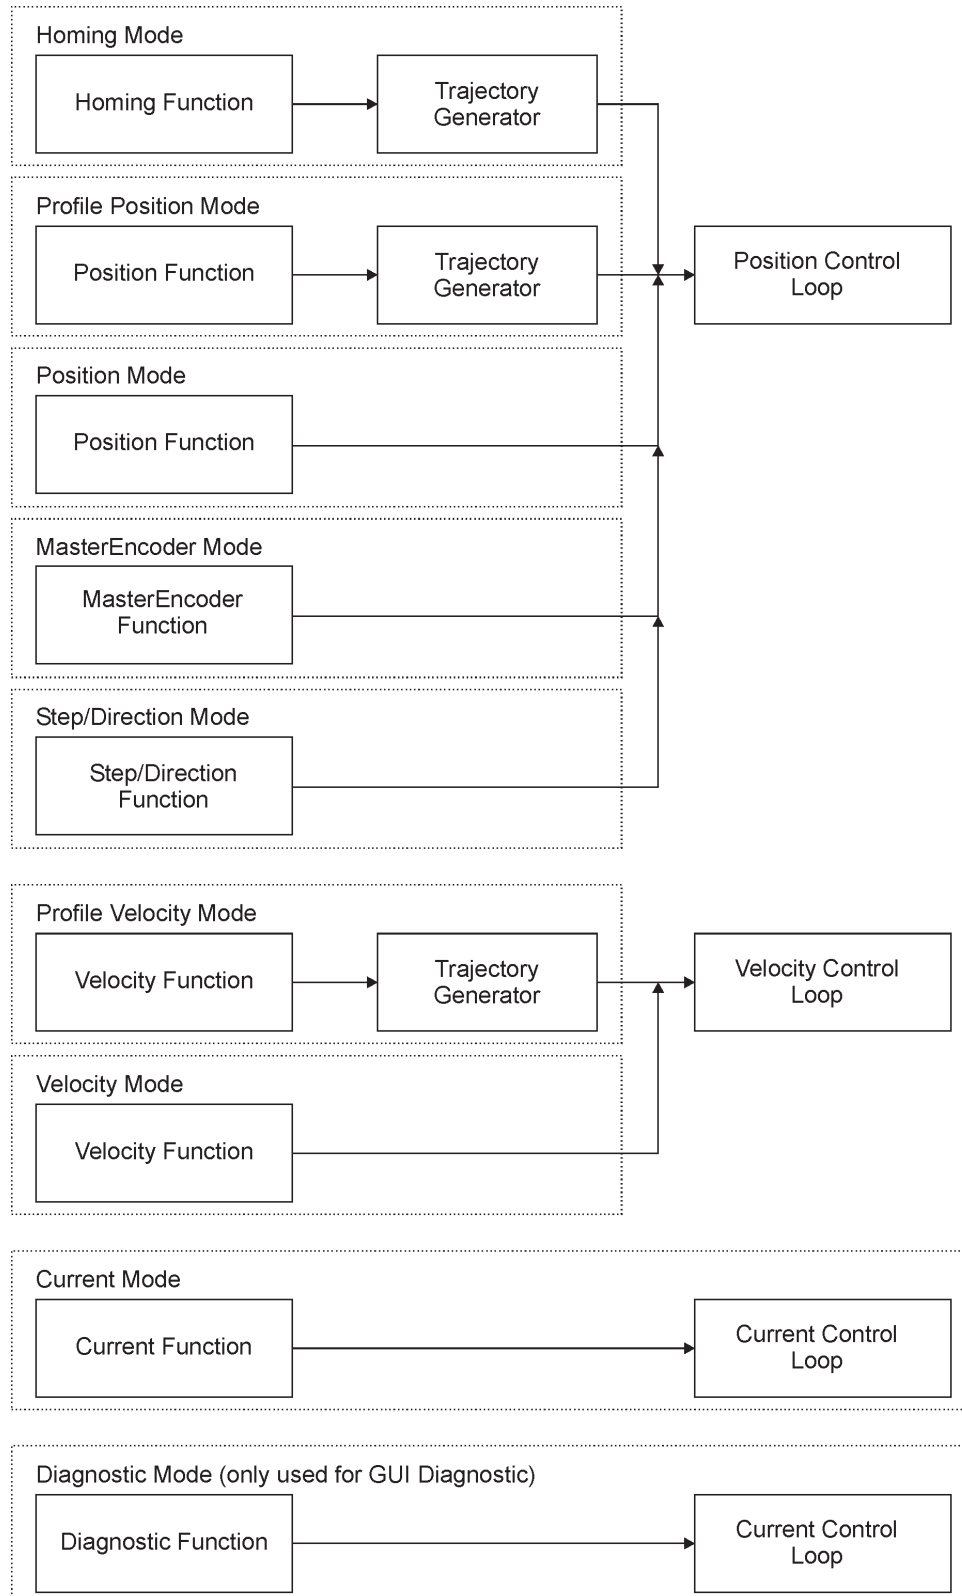 Homing Mode
Homing Function
Trajectory
Generator
Profile Position Mode
Position Function
Trajectory
Generator
Position Control
Loop
Position Mode
Position Function
MasterEncoder Mode
MasterEncoder
Function
Step/Direction Mode
Step/Direction
Function
Profile Velocity Mode
Velocity Function
Trajectory
Generator
Velocity Control
Loop
Velocity Mode
Velocity Function
Current Mode
Current Function
Current Control
Loop
Diagnostic Mode (only used for GUI Diagnostic)
Diagnostic Function
Current Control
Loop